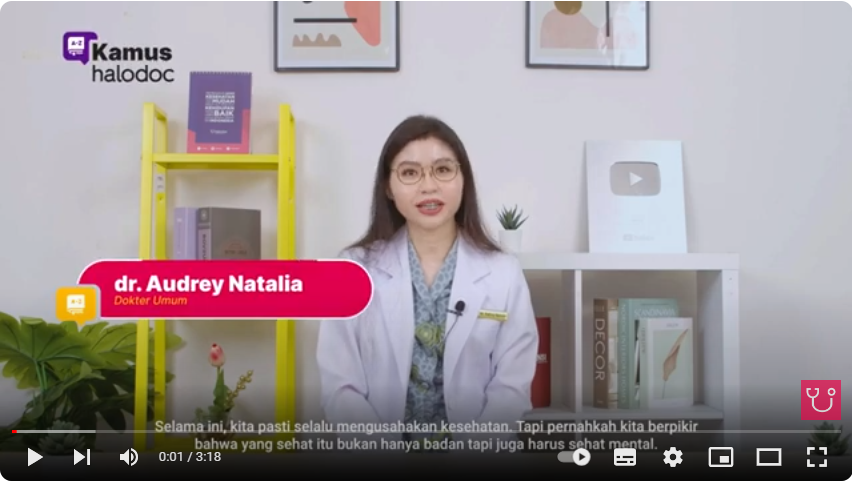 Kamus
halodoc
BAIK
DECOR
dr. Audrey Natalia
Dokter Umum
Selama ini, kita pasti selalu mengusahakan kesehatan. Tapi pernahkah kita berpikir
bahwa yang sehat itu bukan hanya badan tapi juga harus sehat mental.
0:01 / 3:18